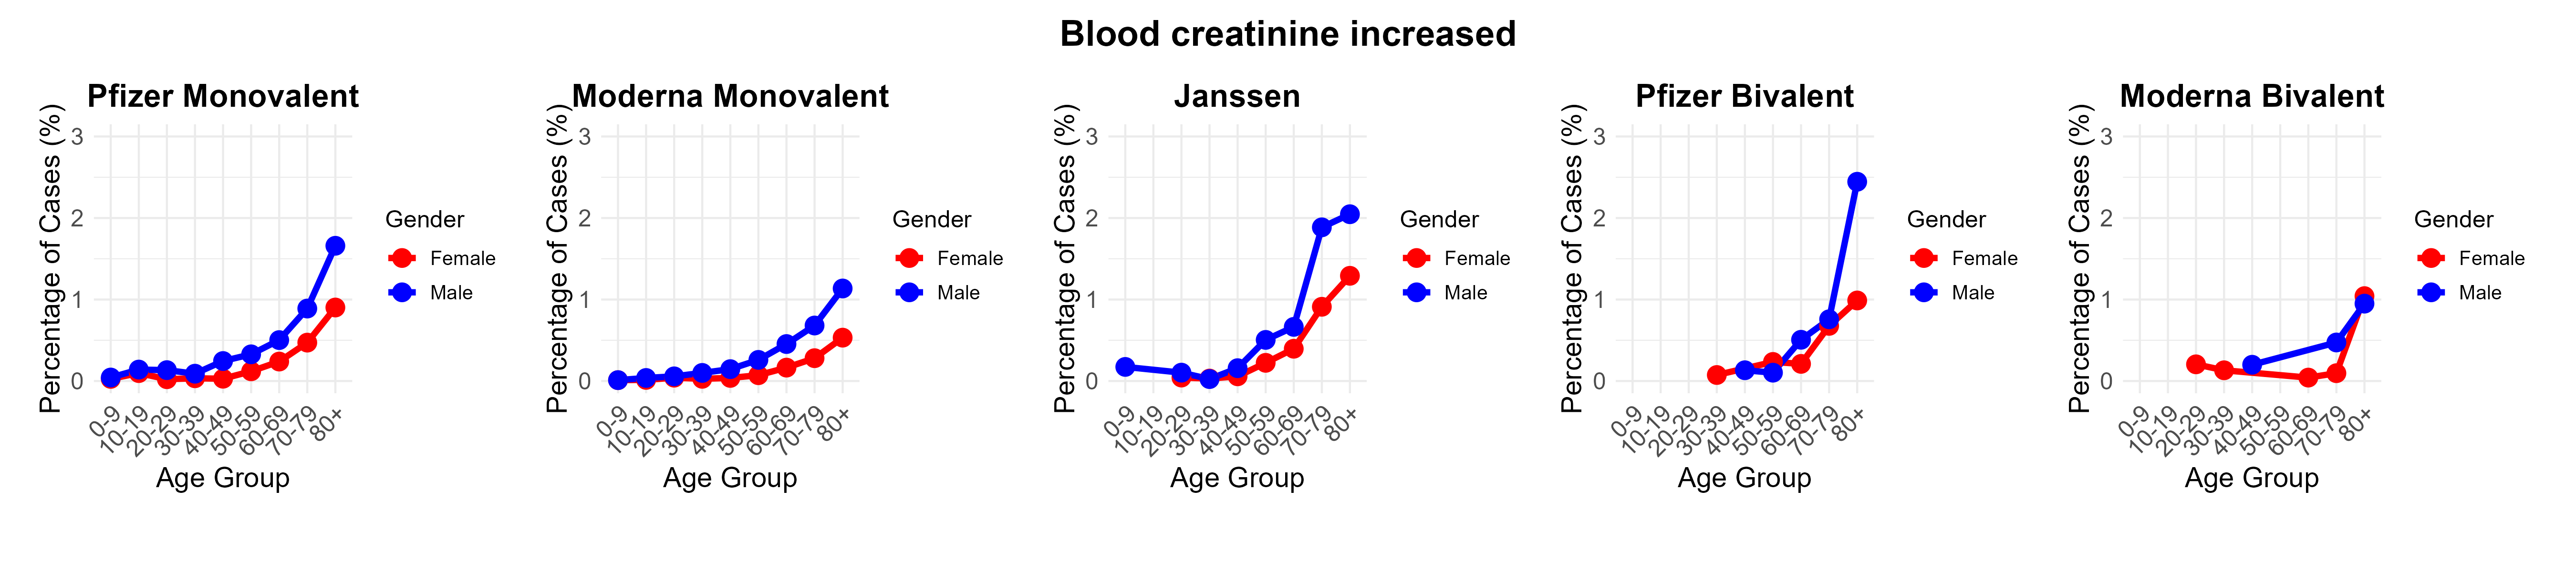 Blood creatinine increased
Pfizer Monovalent
Percentage of Cases (%)
3
2
1
0
0-9
10-19
20-29
30-39
40-49
50-59
60-69
70-79
80+
Age Group
Gender
Female
Male
Moderna Monovalent
Percentage of Cases (%)
3
2
1
0
0-9
10-19
20-29
30-39
40-49
50-59
60-69
70-79
80+
Age Group
Gender
Female
Male
Janssen
Percentage of Cases (%)
3
2
1
0
0-9
10-19
20-29
30-39
40-49
50-59
60-69
70-79
80+
Age Group
Gender
Female
Male
Pfizer Bivalent
Percentage of Cases (%)
3
2
1
0
0-9
10-19
20-29
30-39
40-49
50-59
60-69
70-79
80+
Age Group
Gender
Female
Male
Moderna Bivalent
Percentage of Cases (%)
3
2
1
0
0-9
10-19
20-29
30-39
40-49
50-59
60-69
70-79
80+
Age Group
Gender
Female
Male